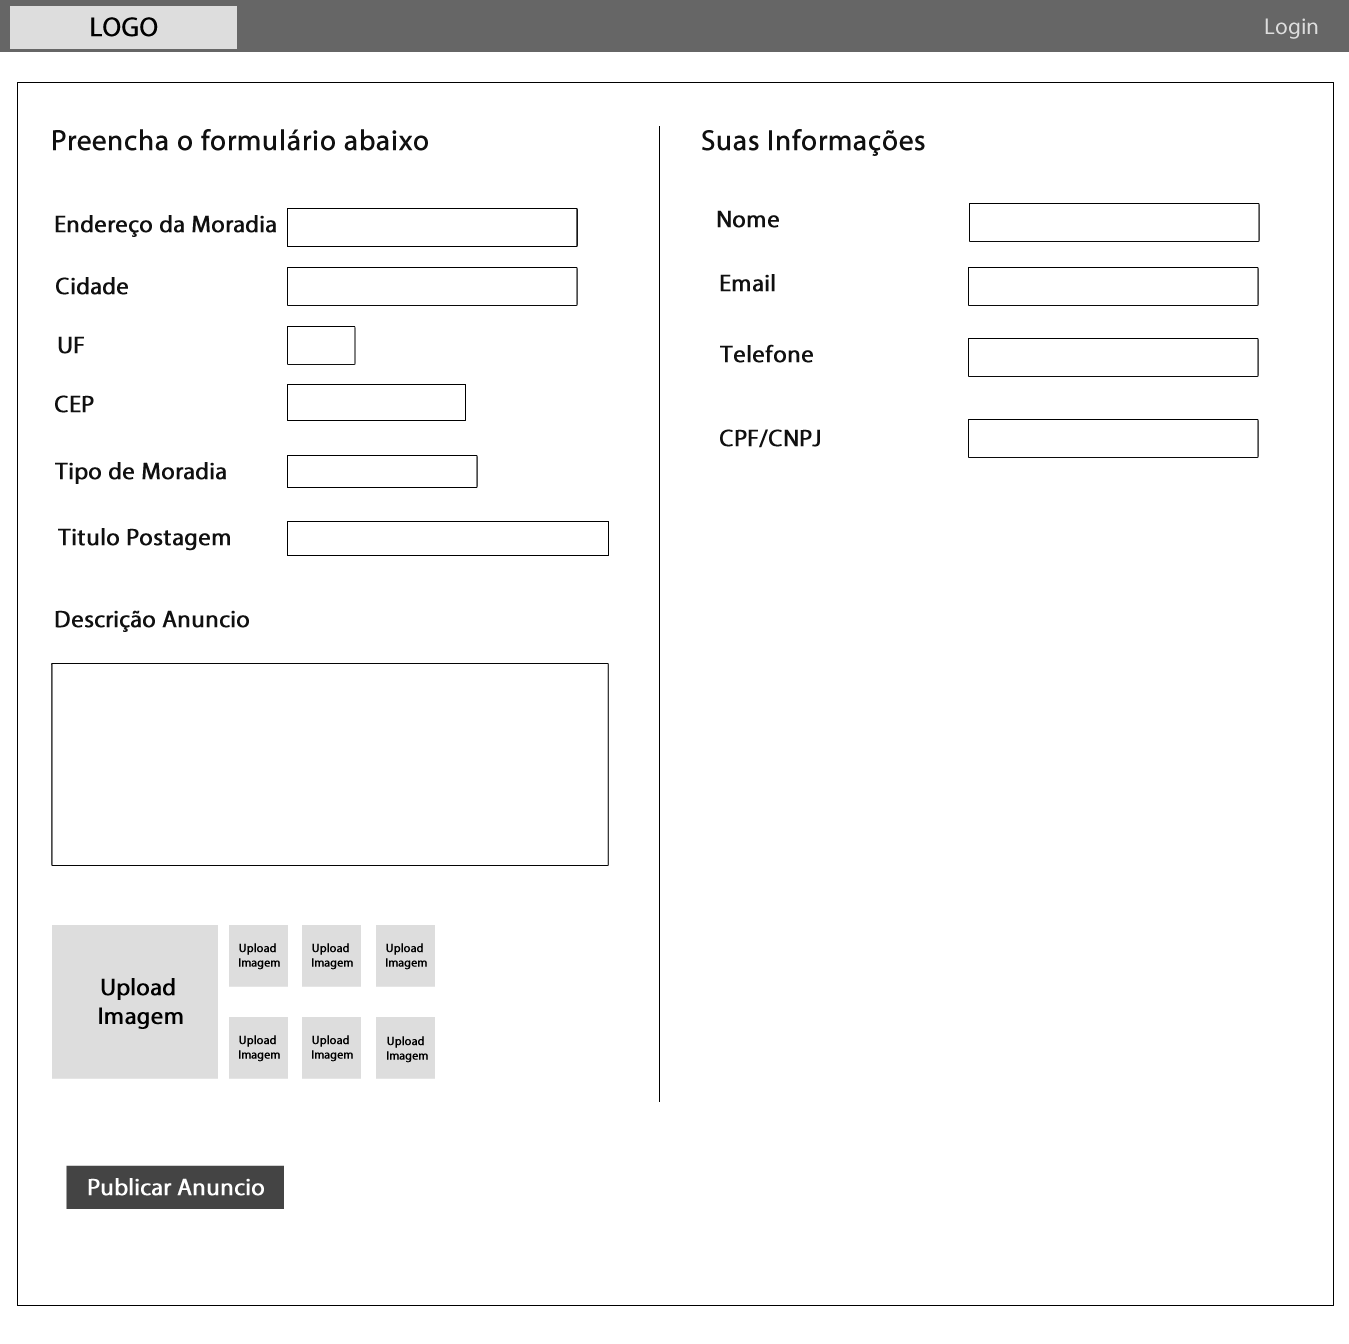 LOGO
Login
Preencha o formulário abaixo
Endereço da Moradia
Cidade
UF
CEP
Tipo de Moradia
Titulo Postagem
Descrição Anuncio
Upload
Imagem
Upload
Imagem
Upload
Imagem
Upload
Imagem
Upload
Imagem
Upload
Imagem
Upload
Imagem
Publicar Anuncio
Suas Informações
Nome
Email
Telefone
CPF/CNPJ